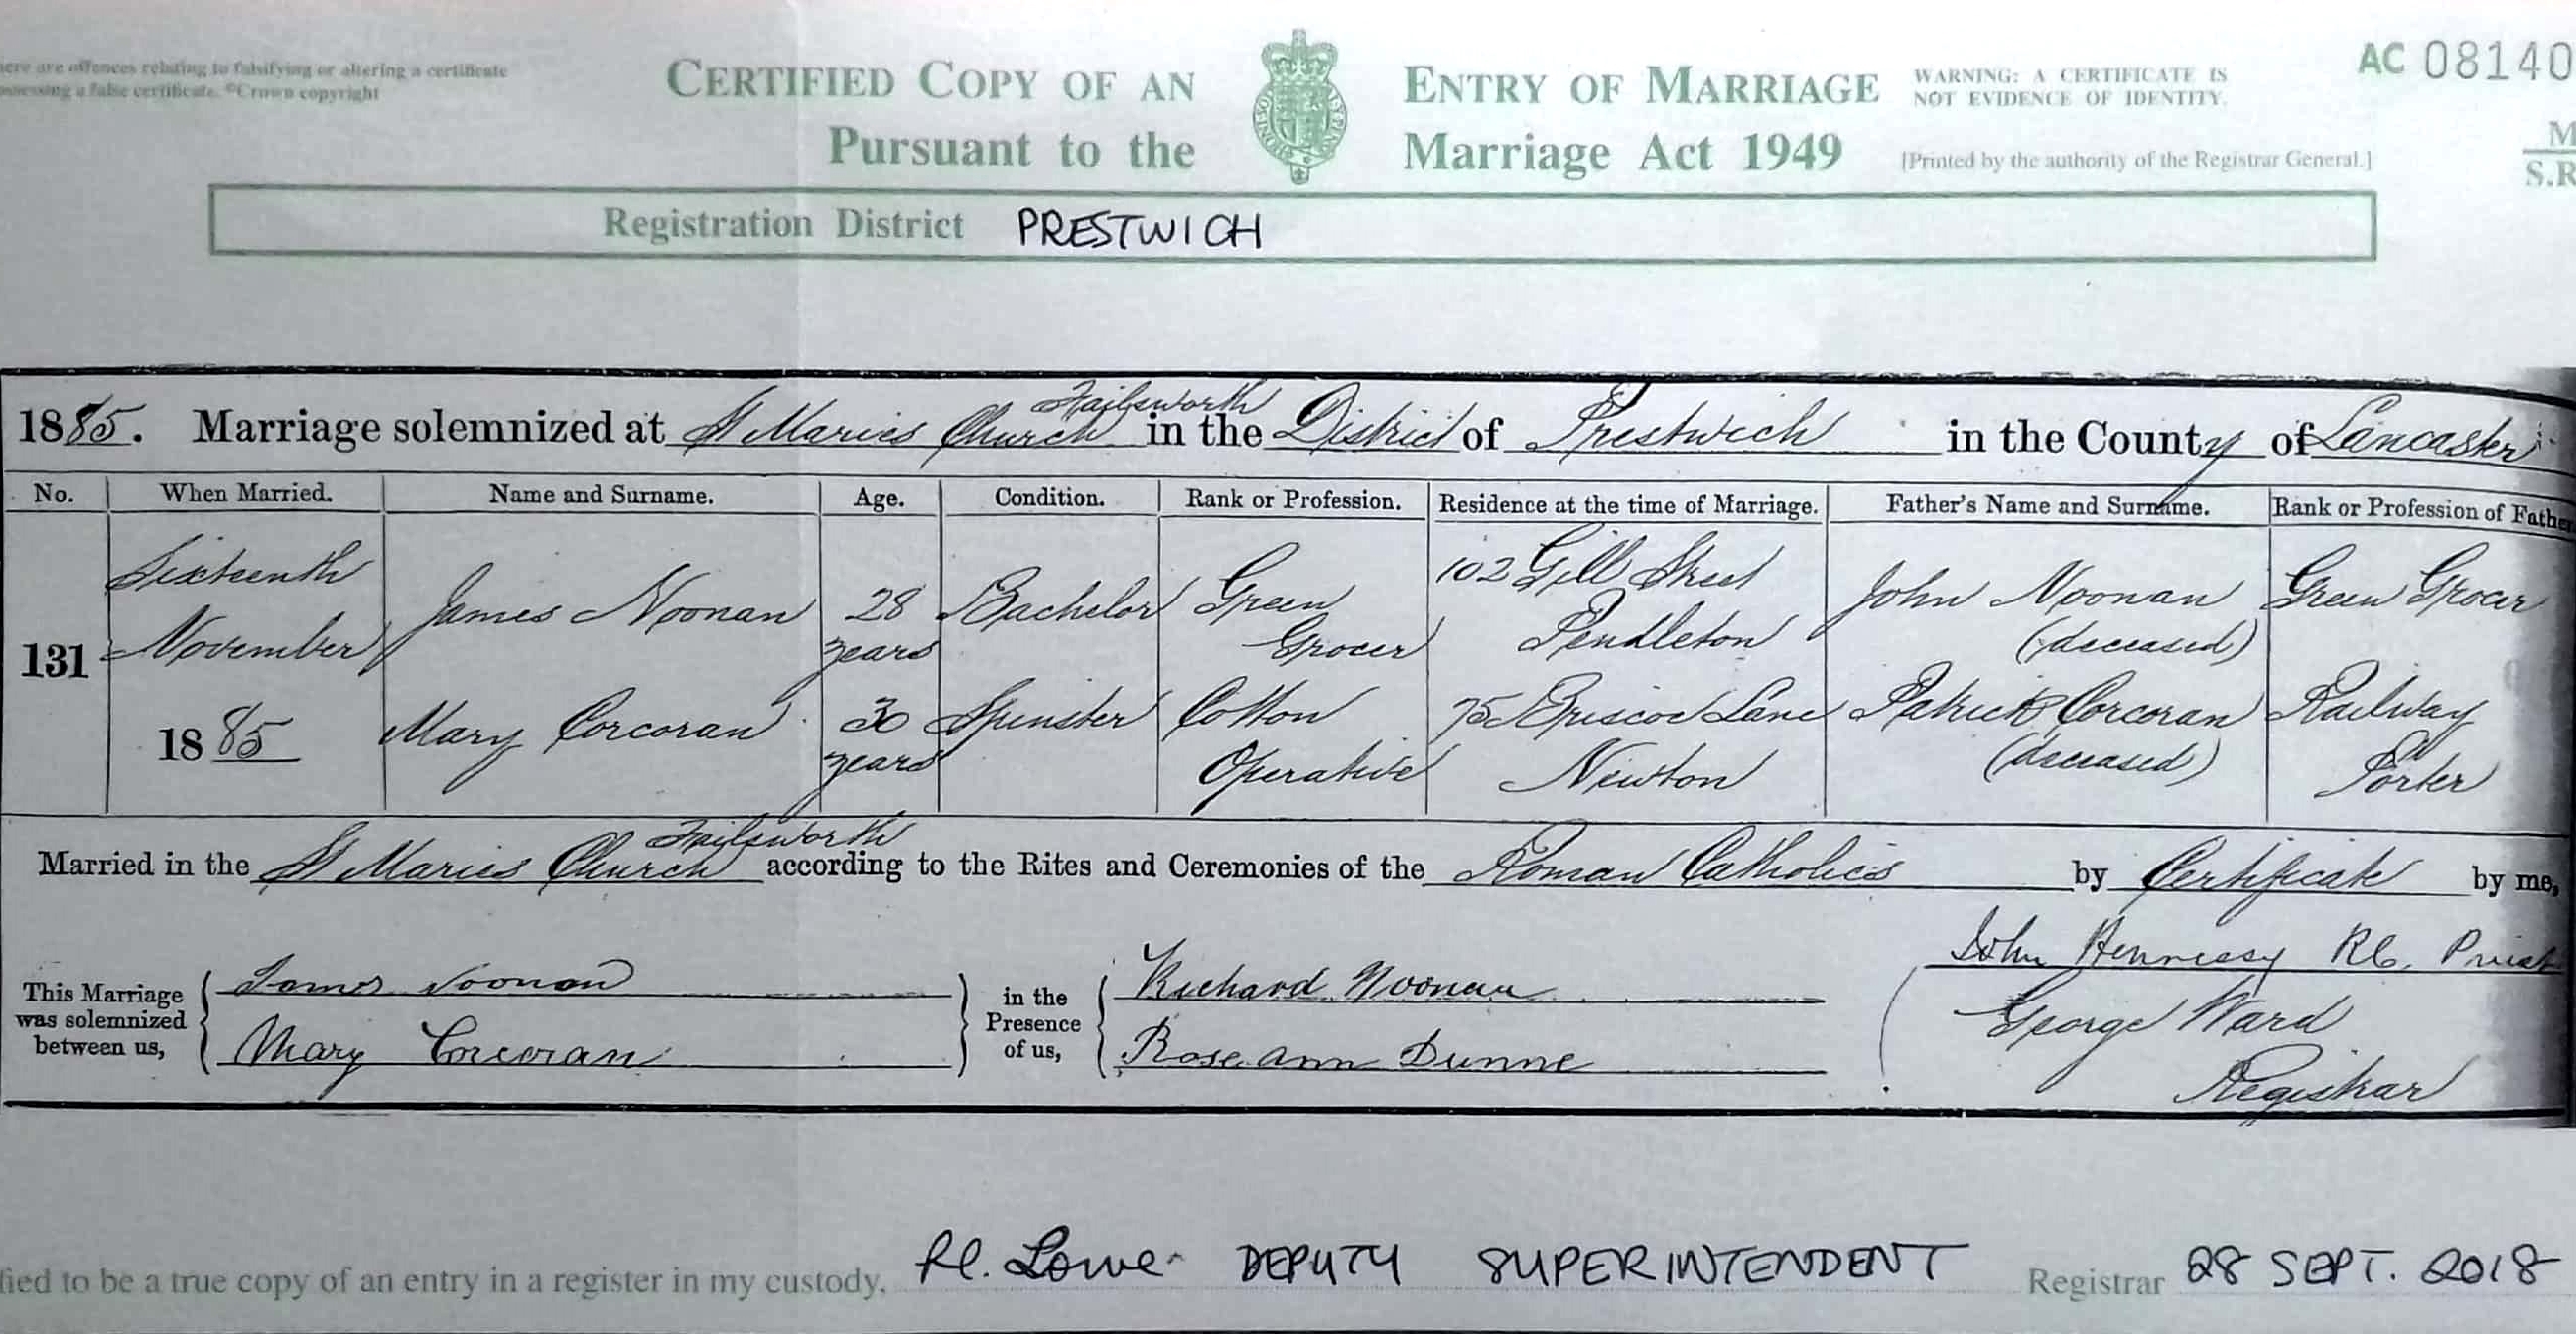 ere are offences relating to falsifying or altering a certificate
ssessing a false certificate. ©Crown copyright
CERTIFIED COPY OF AN ENTRY OF MARRIAGE
Pursuant to the Marriage Act 1949
WARNING: A CERTIFICATE IS
NOT EVIDENCE OF IDENTITY.
[Printed by the authority of the Registrar General.]
AC 08140
M
S.R
Registration District PRESTWICH
1885. Marriage solemnized at St Maries Church Failsworth in the District of Prestwich in the County of Lancaster
No. When Married. Name and Surname. Age. Condition. Rank or Profession. Residence at the time of Marriage. Father's Name and Surname. Rank or Profession of Father
131
Sixteenth
November
1885
James Noonan
28
years
Bachelor
Green
Grocer
102 Gill Street
Pendleton
John Noonan
(deceased)
Green Grocer
Mary Corcoran
30
years
Spinster
Cotton
Operative
75 Briscoe Lane
Newton
Patrick Corcoran
(deceased)
Railway
Porter
Married in the St Maries Church Failsworth according to the Rites and Ceremonies of the Roman Catholics by Certificate by me,
This Marriage
was solemnized
between us,
James Noonan
Mary Corcoran
in the
Presence
of us,
Richard Noonan
Rose ann Dunne
John Hennessy RC. Priest
George Ward
Registrar
fied to be a true copy of an entry in a register in my custody. Lowe DEPUTY SUPERINTENDENT Registrar 28 SEPT. 2018